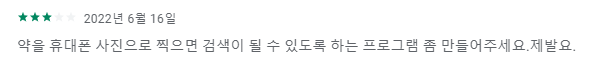 2022년 6월 16일
약을 휴대폰 사진으로 찍으면 검색이 될 수 있도록 하는 프로그램 좀 만들어주세요.제발요.